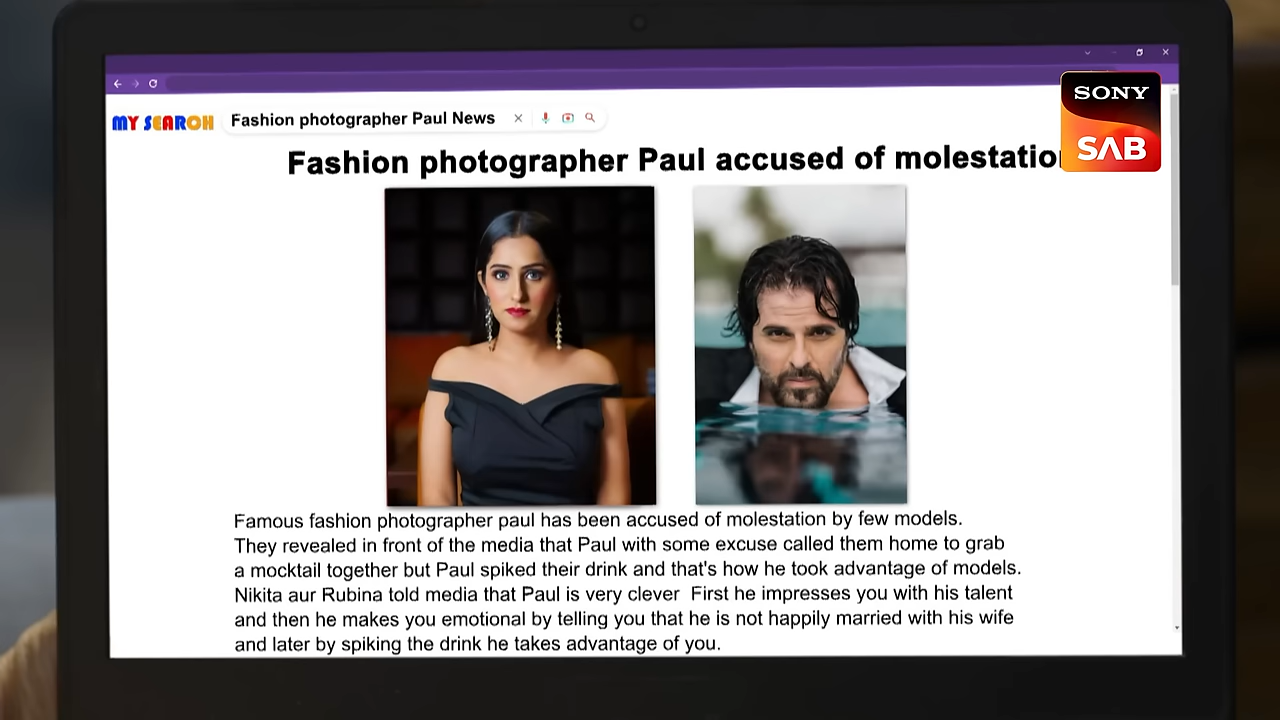 SONY
SAB
MY SEARCH
Fashion photographer Paul News
Fashion photographer Paul accused of molestation
Famous fashion photographer paul has been accused of molestation by few models.
They revealed in front of the media that Paul with some excuse called them home to grab
a mocktail together but Paul spiked their drink and that's how he took advantage of models.
Nikita aur Rubina told media that Paul is very clever First he impresses you with his talent
and then he makes you emotional by telling you that he is not happily married with his wife
and later by spiking the drink he takes advantage of you.